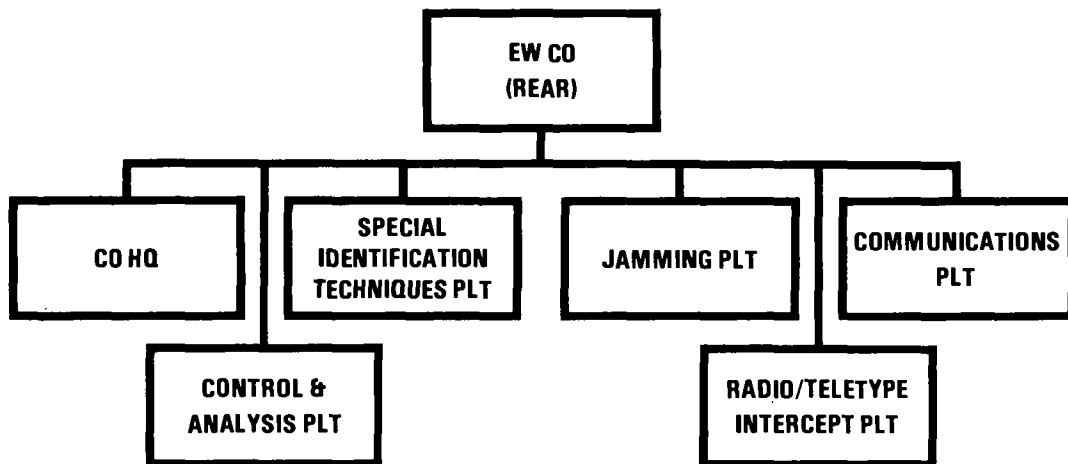 EW CO
(REAR)
CO HQ
SPECIAL
IDENTIFICATION
TECHNIQUES PLT
JAMMING PLT
COMMUNICATIONS
PLT
CONTROL &
ANALYSIS PLT
RADIO/TELETYPE
INTERCEPT PLT